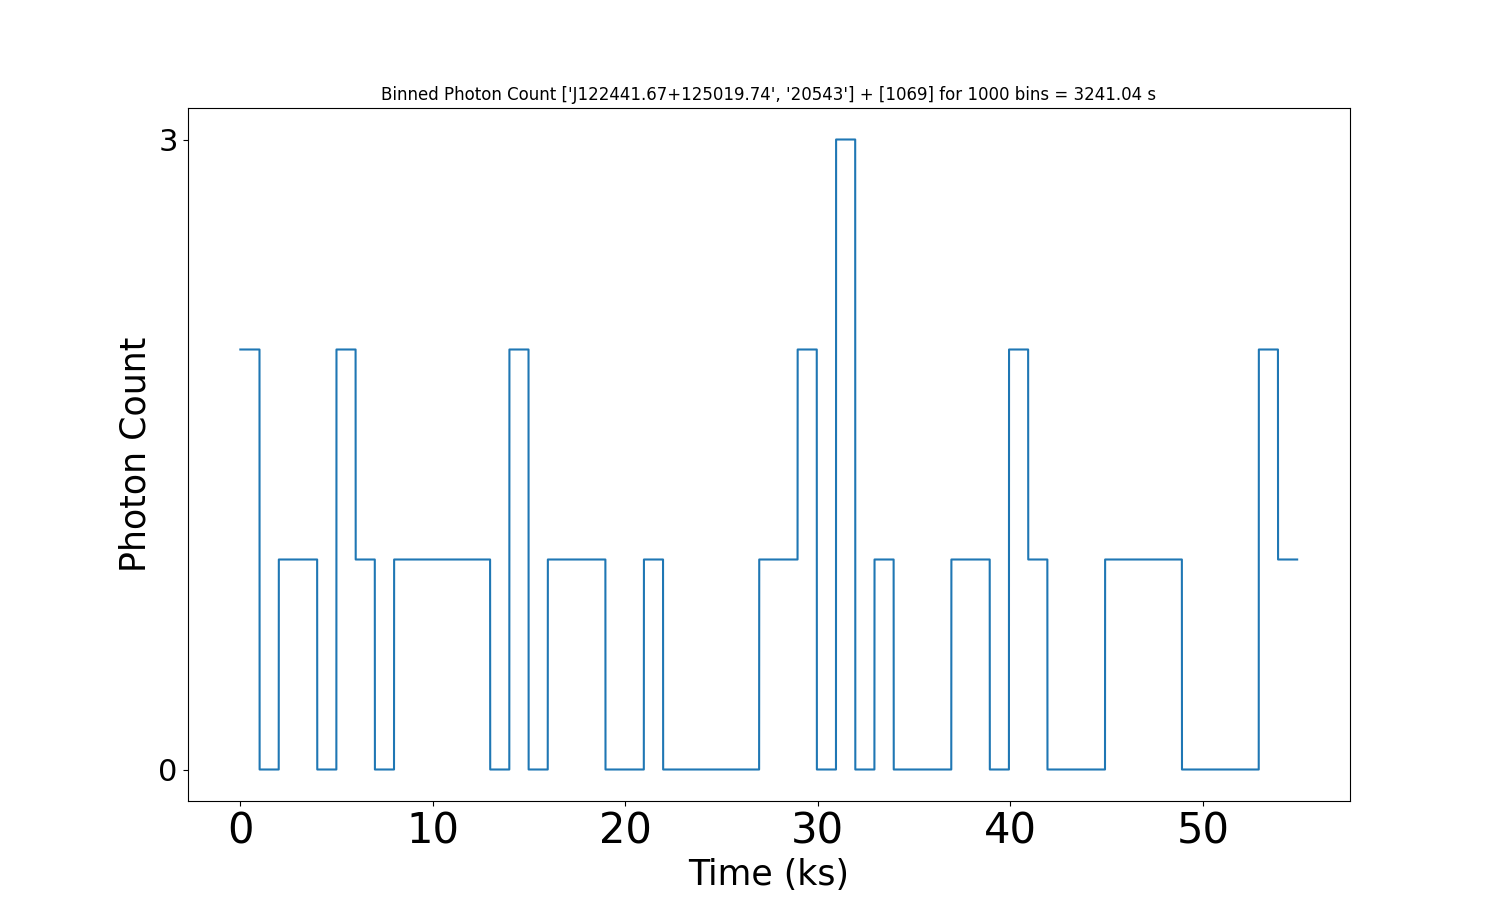 Binned Photon Count ['J122441.67+125019.74', '20543'] + [1069] for 1000 bins = 3241.04 s
3
Photon Count
0
0 10 20 30 40 50
Time (ks)